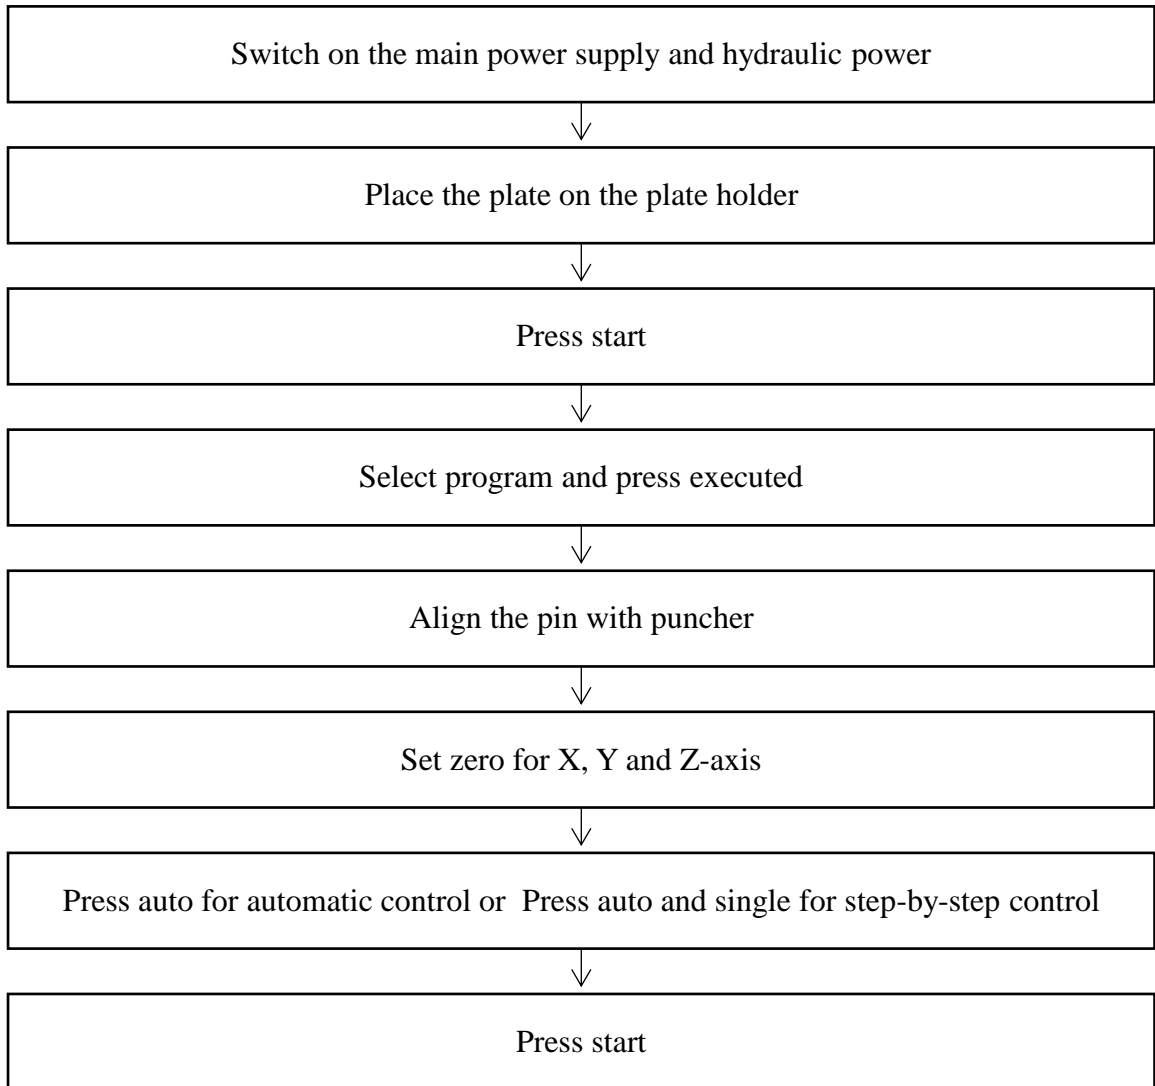 Switch on the main power supply and hydraulic power
Place the plate on the plate holder
Press start
Select program and press executed
Align the pin with puncher
Set zero for X, Y and Z-axis
Press auto for automatic control or  Press auto and single for step-by-step control
Press start